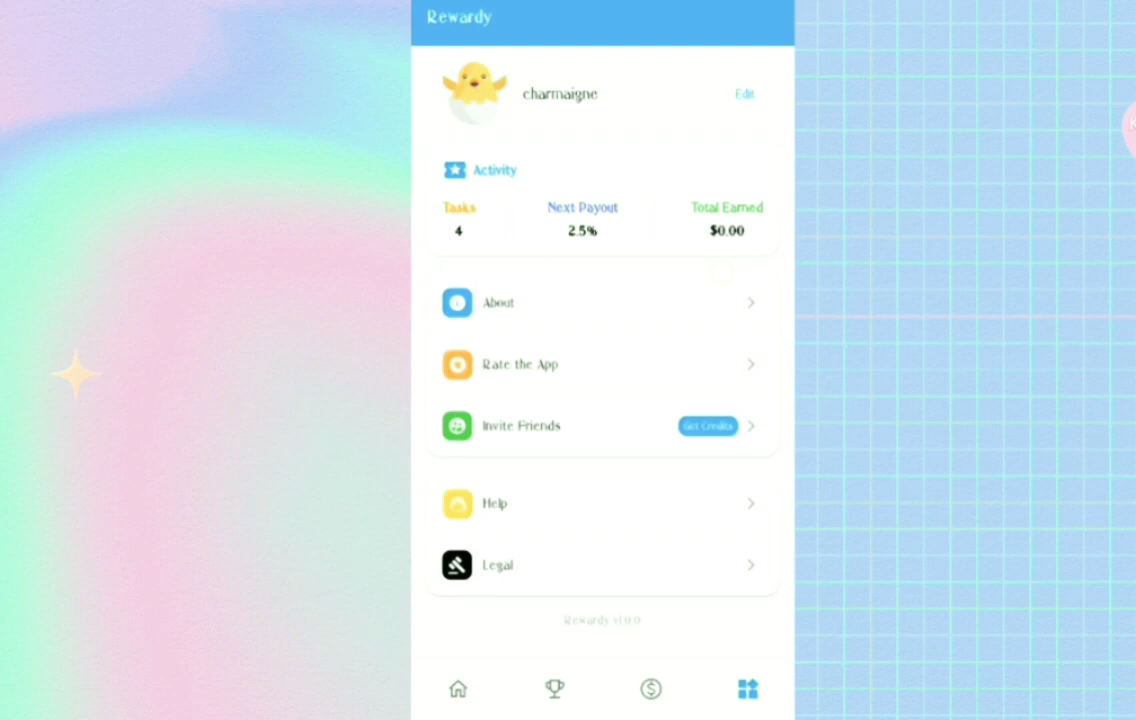 Rewardy
charmaigne
Edit
Activity
Tasks
Next Payout
Total Earned
4
2.5%
$0.00
About
Rate the App
Invite Friends
Get Credits
Help
Legal
Rewardy v1.0.0